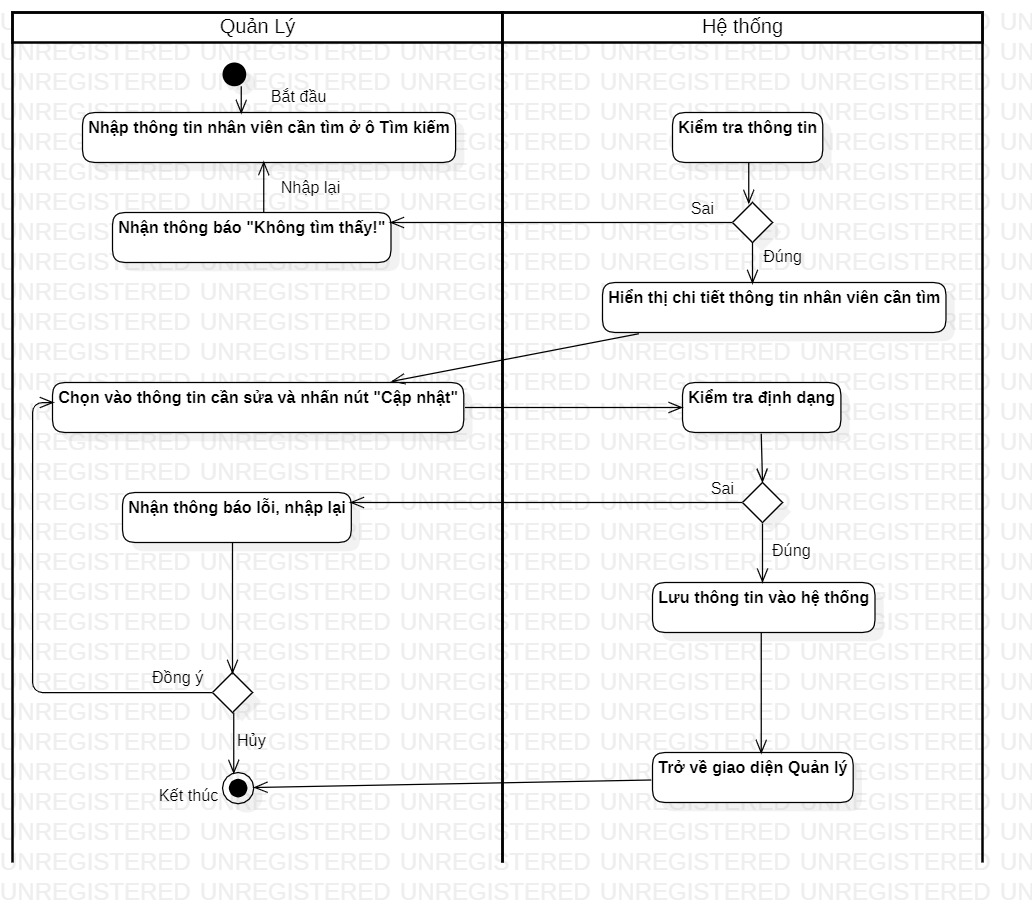 Quản Lý
Hệ thống
Bắt đầu
Nhập thông tin nhân viên cần tìm ở ô Tìm kiếm
Kiểm tra thông tin
Nhập lại
Sai
Nhận thông báo "Không tìm thấy!"
Đúng
Hiển thị chi tiết thông tin nhân viên cần tìm
Chọn vào thông tin cần sửa và nhấn nút "Cập nhật"
Kiểm tra định dạng
Sai
Nhận thông báo lỗi, nhập lại
Đúng
Lưu thông tin vào hệ thống
Đồng ý
Hủy
Trở về giao diện Quản lý
Kết thúc
UNREGISTERED